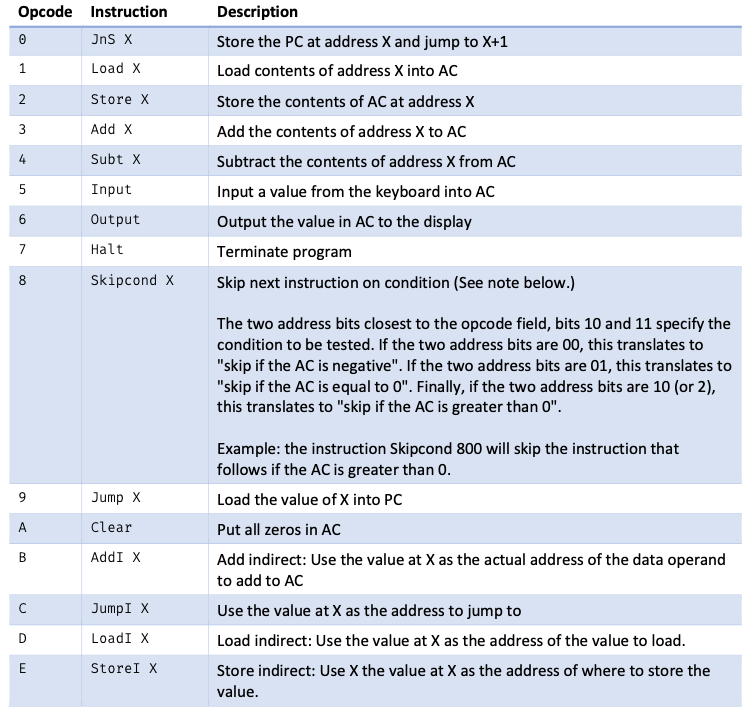 Opcode Instruction Description
0 JnS X Store the PC at address X and jump to X+1
1 Load X Load contents of address X into AC
2 Store X Store the contents of AC at address X
3 Add X Add the contents of address X to AC
4 Subt X Subtract the contents of address X from AC
5 Input Input a value from the keyboard into AC
6 Output Output the value in AC to the display
7 Halt Terminate program
8 Skipcond X Skip next instruction on condition (See note below.)
The two address bits closest to the opcode field, bits 10 and 11 specify the
condition to be tested. If the two address bits are 00, this translates to
"skip if the AC is negative". If the two address bits are 01, this translates to
"skip if the AC is equal to 0". Finally, if the two address bits are 10 (or 2),
this translates to "skip if the AC is greater than 0".
Example: the instruction Skipcond 800 will skip the instruction that
follows if the AC is greater than 0.
9 Jump X Load the value of X into PC
A Clear Put all zeros in AC
B AddI X Add indirect: Use the value at X as the actual address of the data operand
to add to AC
C JumpI X Use the value at X as the address to jump to
D LoadI X Load indirect: Use the value at X as the address of the value to load.
E StoreI X Store indirect: Use X the value at X as the address of where to store the
value.